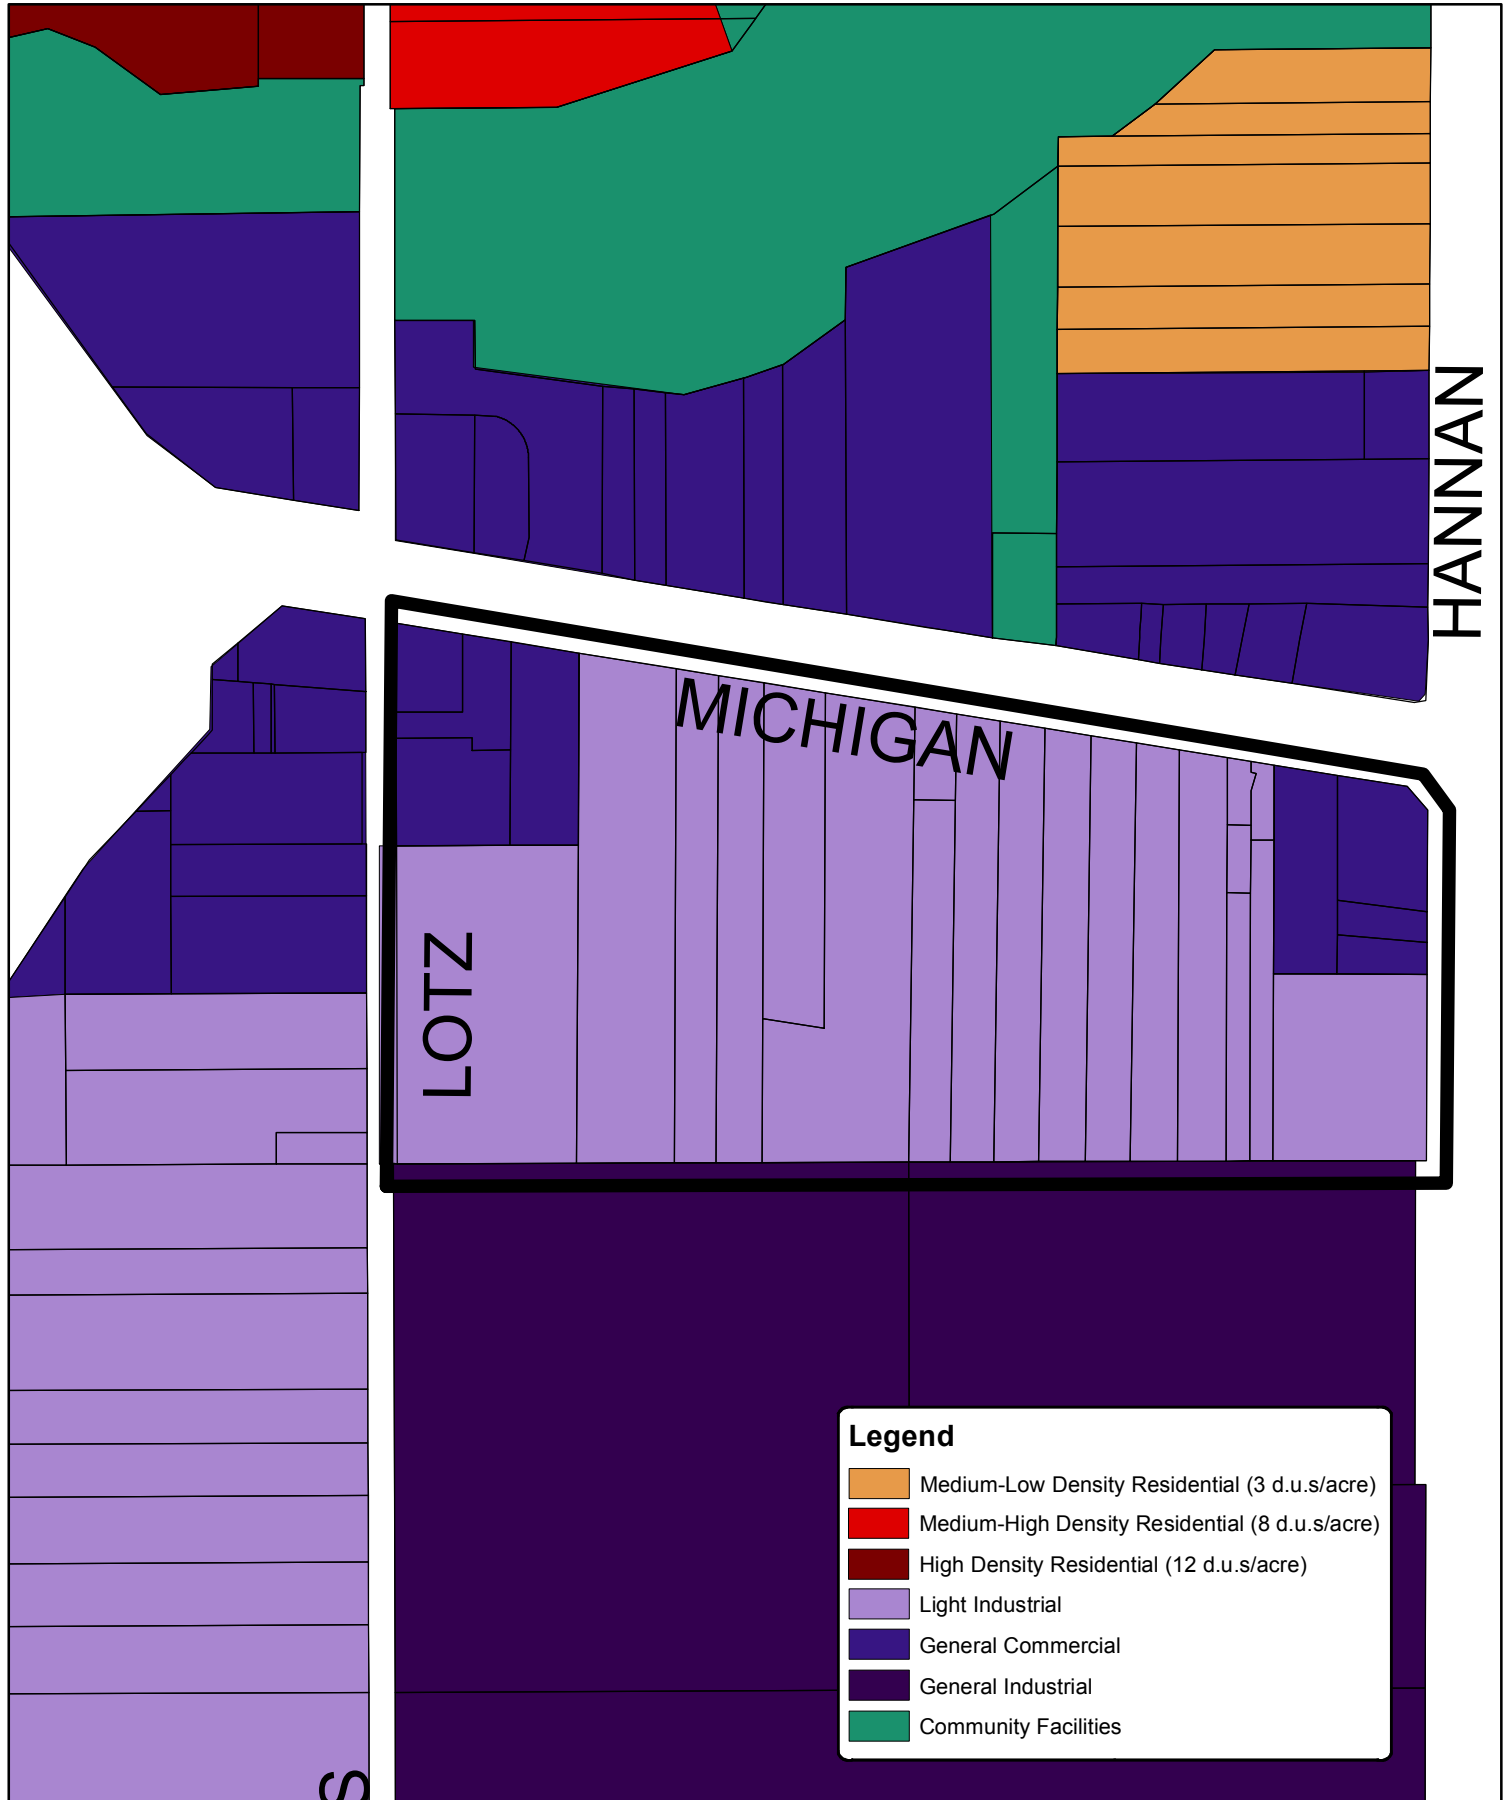 HANNAN
MICHIGAN
LOTZ
Legend
Medium-Low Density Residential (3 d.u.s/acre)
Medium-High Density Residential (8 d.u.s/acre)
High Density Residential (12 d.u.s/acre)
Light Industrial
General Commercial
General Industrial
Community Facilities
S